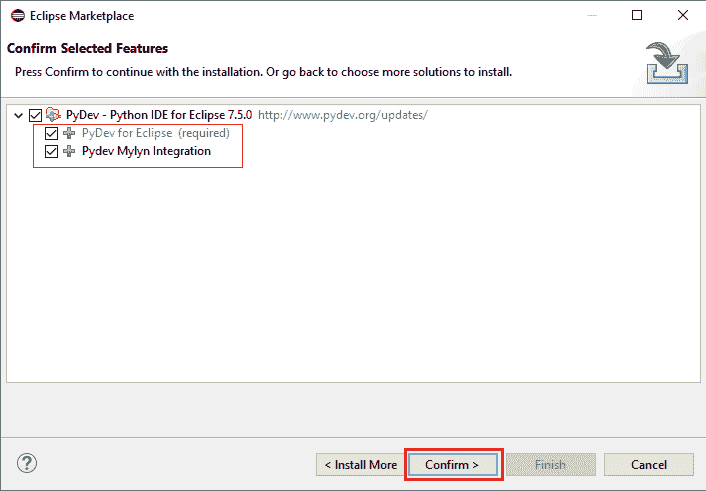 Eclipse Marketplace
Confirm Selected Features
Press Confirm to continue with the installation. Or go back to choose more solutions to install.
PyDev - Python IDE for Eclipse 7.5.0 http://www.pydev.org/updates/
PyDev for Eclipse (required)
Pydev Mylyn Integration
? < Install More Confirm > Finish Cancel